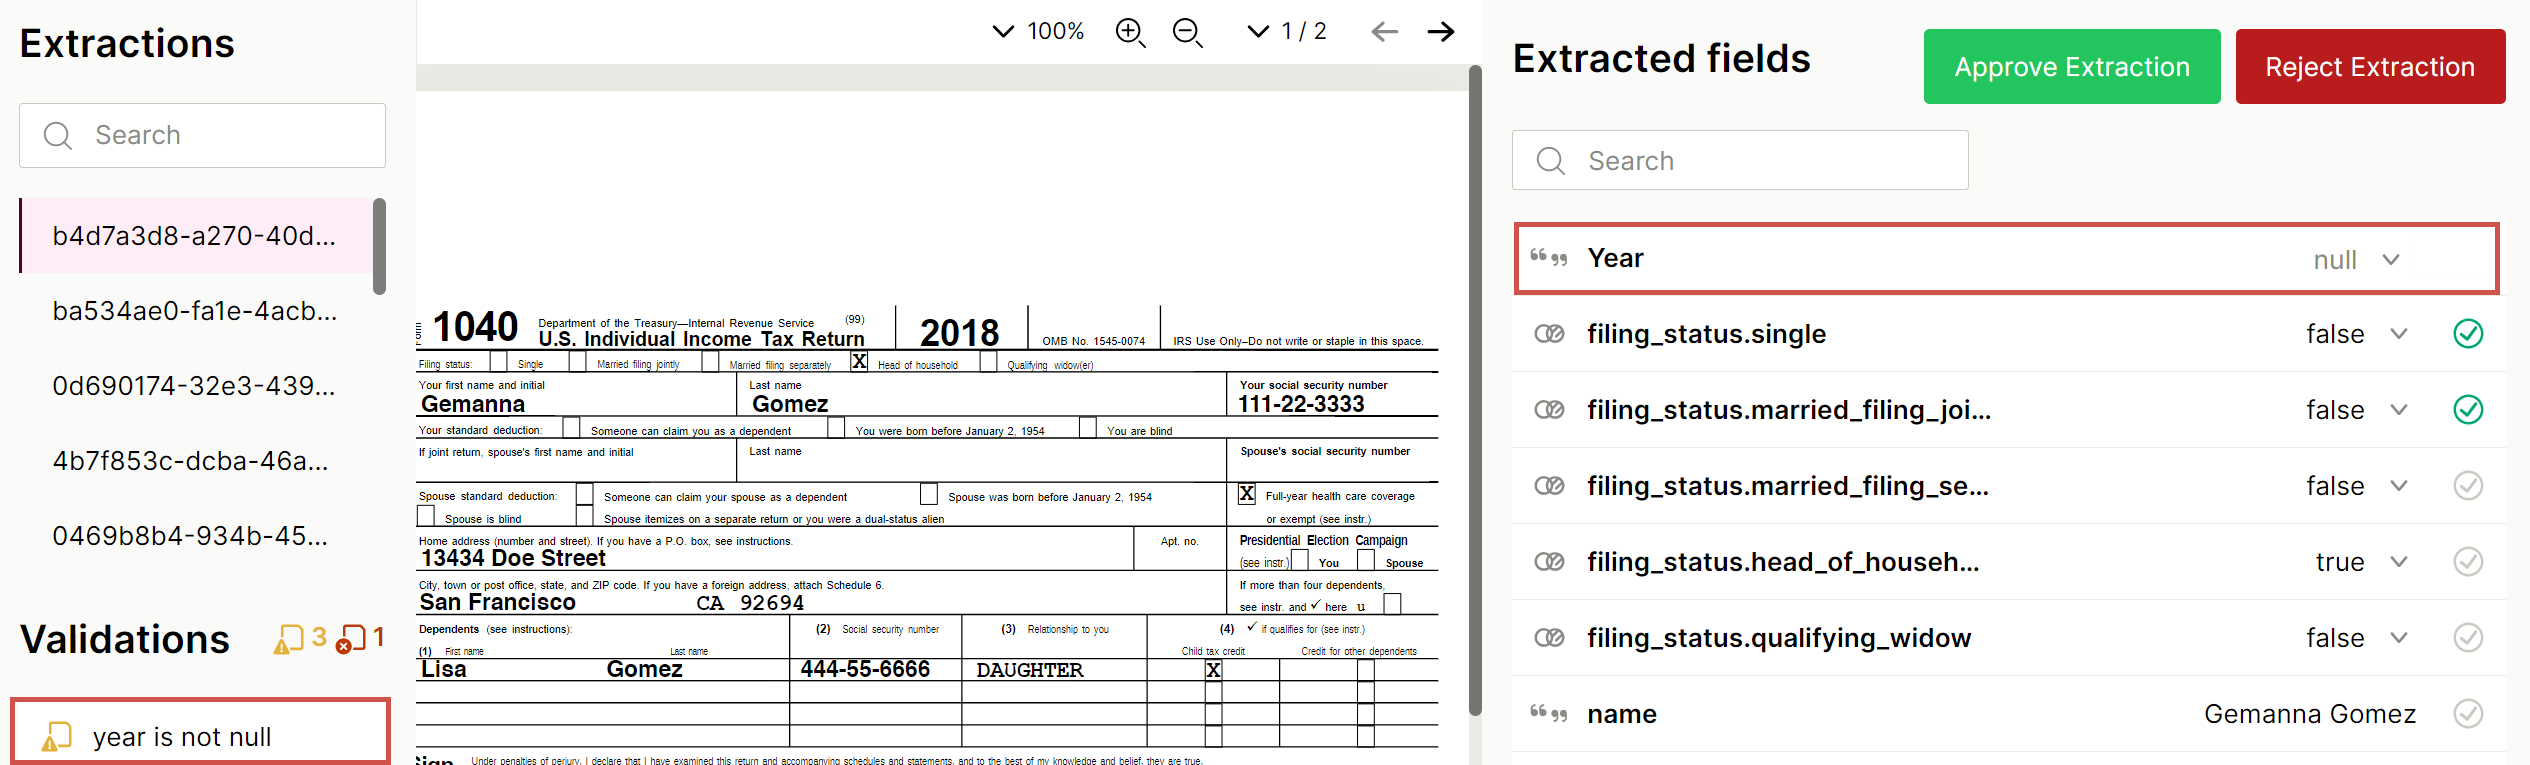 Extractions
Search
b4d7a3d8-a270-40d...
ba534ae0-fa1e-4acb...
0d690174-32e3-439...
4b7f853c-dcba-46a...
0469b8b4-934b-45...
Validations 3 1
year is not null
100% 1 / 2
1040 Department of the Treasury—Internal Revenue Service (99)
U.S. Individual Income Tax Return 2018 OMB No. 1545-0074 IRS Use Only–Do not write or staple in this space.
Filing status: Single Married filing jointly Married filing separately X Head of household Qualifying widow(er)
Your first name and initial Last name Your social security number
Gemanna Gomez 111-22-3333
Your standard deduction: Someone can claim you as a dependent You were born before January 2, 1954 You are blind
If joint return, spouse's first name and initial Last name Spouse's social security number
Spouse standard deduction: Someone can claim your spouse as a dependent Spouse was born before January 2, 1954 X Full-year health care coverage
Spouse is blind Spouse itemizes on a separate return or you were a dual-status alien or exempt (see instr.)
Home address (number and street). If you have a P.O. box, see instructions. Apt. no. Presidential Election Campaign
13434 Doe Street (see instr.) You Spouse
City, town or post office, state, and ZIP code. If you have a foreign address, attach Schedule 6. If more than four dependents,
San Francisco CA 92694 see instr. and ✓ here u
Dependents (see instructions): (2) Social security number (3) Relationship to you (4) ✓ if qualifies for (see instr.)
(1) First name Last name Child tax credit Credit for other dependents
Lisa Gomez 444-55-6666 DAUGHTER X
Sign Under penalties of perjury, I declare that I have examined this return and accompanying schedules and statements, and to the best of my knowledge and belief, they are true,
Extracted fields
Approve Extraction
Reject Extraction
Search
Year null
filing_status.single false
filing_status.married_filing_joi... false
filing_status.married_filing_se... false
filing_status.head_of_househ... true
filing_status.qualifying_widow false
name Gemanna Gomez